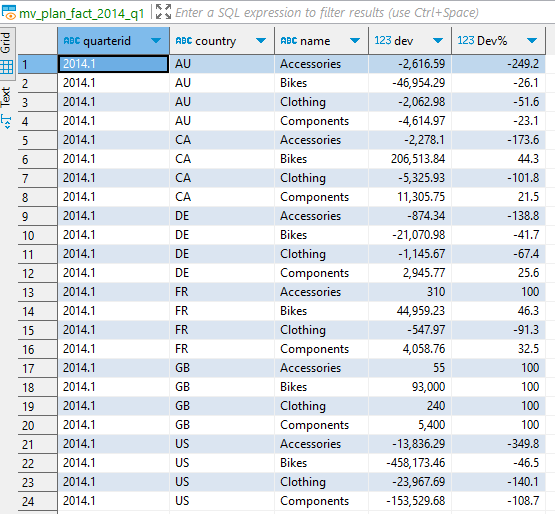 mv_plan_fact_2014_q1 Enter a SQL expression to filter results (use Ctrl+Space)
Grid
Text
ABC quarterid ABC country ABC name 123 dev 123 Dev%
1 2014.1 AU Accessories -2,616.59 -249.2
2 2014.1 AU Bikes -46,954.29 -26.1
3 2014.1 AU Clothing -2,062.98 -51.6
4 2014.1 AU Components -4,614.97 -23.1
5 2014.1 CA Accessories -2,278.1 -173.6
6 2014.1 CA Bikes 206,513.84 44.3
7 2014.1 CA Clothing -5,325.93 -101.8
8 2014.1 CA Components 11,305.75 21.5
9 2014.1 DE Accessories -874.34 -138.8
10 2014.1 DE Bikes -21,070.98 -41.7
11 2014.1 DE Clothing -1,145.67 -67.4
12 2014.1 DE Components 2,945.77 25.6
13 2014.1 FR Accessories 310 100
14 2014.1 FR Bikes 44,959.23 46.3
15 2014.1 FR Clothing -547.97 -91.3
16 2014.1 FR Components 4,058.76 32.5
17 2014.1 GB Accessories 55 100
18 2014.1 GB Bikes 93,000 100
19 2014.1 GB Clothing 240 100
20 2014.1 GB Components 5,400 100
21 2014.1 US Accessories -13,836.29 -349.8
22 2014.1 US Bikes -458,173.46 -46.5
23 2014.1 US Clothing -23,967.69 -140.1
24 2014.1 US Components -153,529.68 -108.7